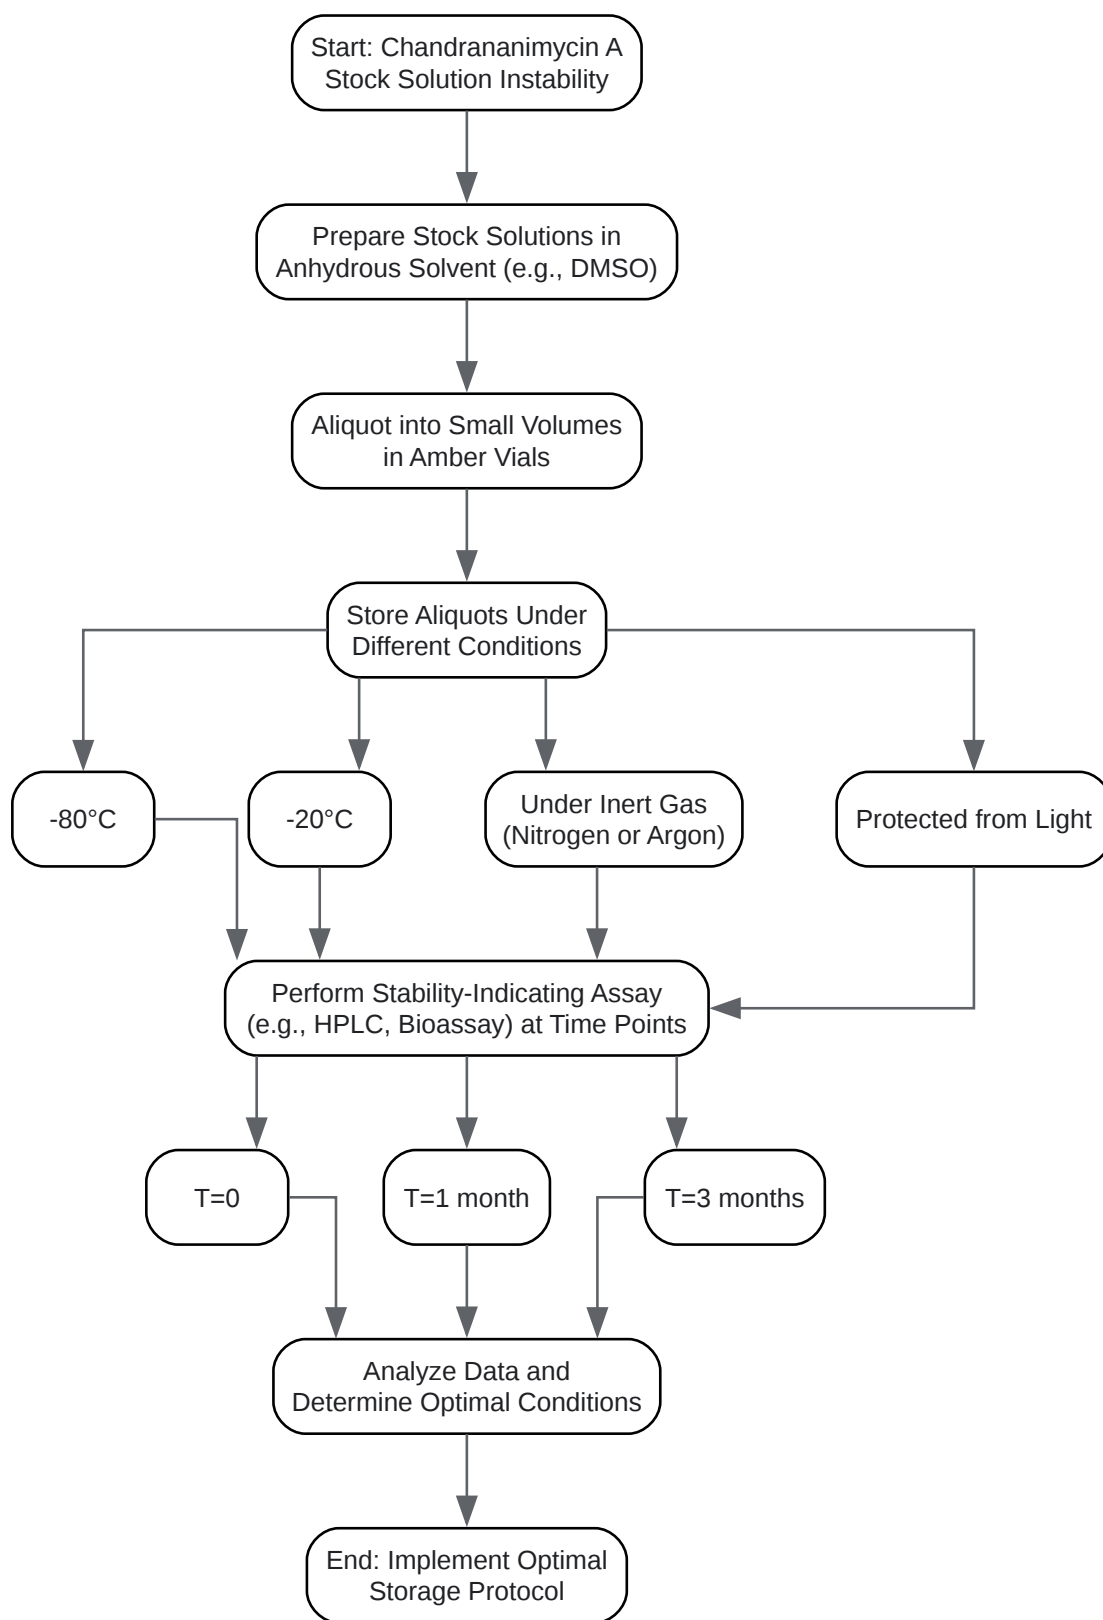 Start: Chandrananimycin A
Stock Solution Instability
Prepare Stock Solutions in
Anhydrous Solvent (e.g., DMSO)
Aliquot into Small Volumes
in Amber Vials
Store Aliquots Under
Different Conditions
-80°C
-20°C
Under Inert Gas
(Nitrogen or Argon)
Protected from Light
Perform Stability-Indicating Assay
(e.g., HPLC, Bioassay) at Time Points
T=0
T=1 month
T=3 months
Analyze Data and
Determine Optimal Conditions
End: Implement Optimal
Storage Protocol